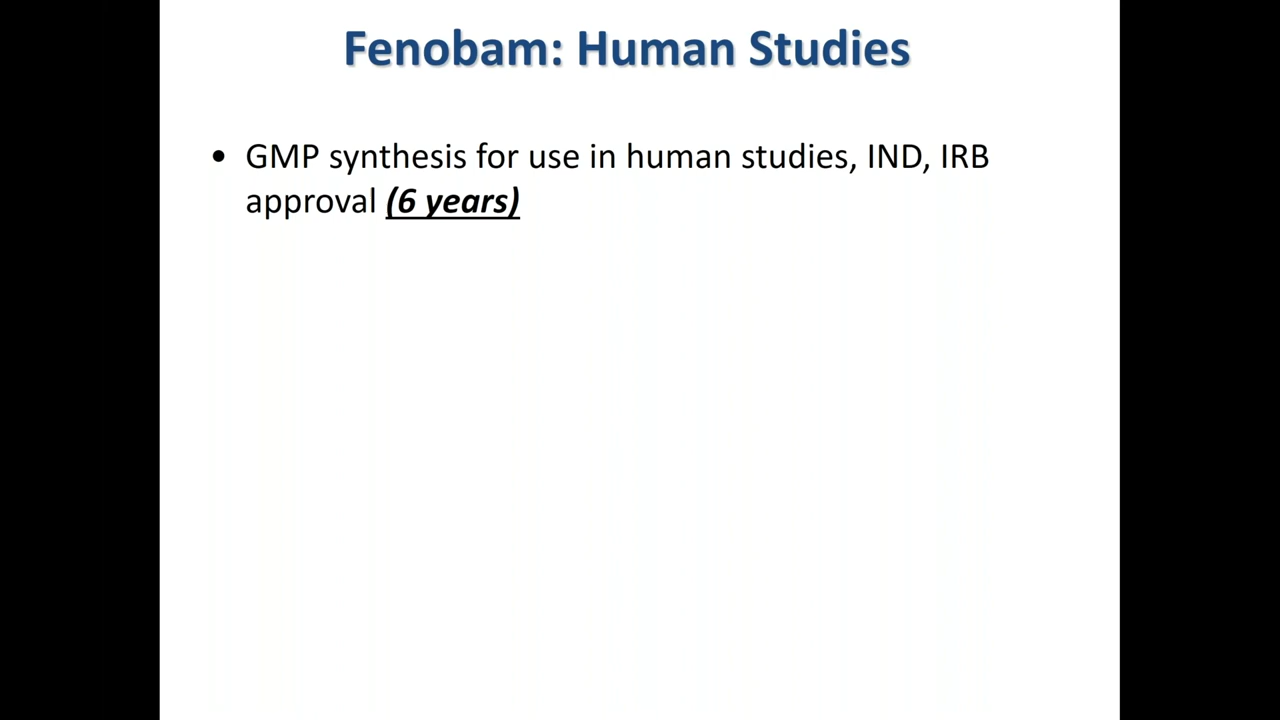 Fenobam: Human Studies
• GMP synthesis for use in human studies, IND, IRB
approval (6 years)